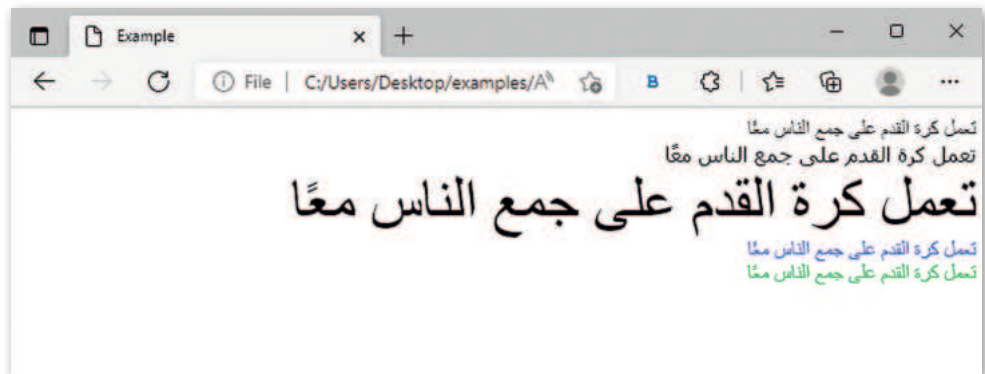 Example
File | C:/Users/Desktop/examples/
B
تعمل كرة القدم على جمع الناس معًا
تعمل كرة القدم على جمع الناس معًا
تعمل كرة القدم على جمع الناس معًا
تعمل كرة القدم على جمع الناس معًا
تعمل كرة القدم على جمع الناس معًا